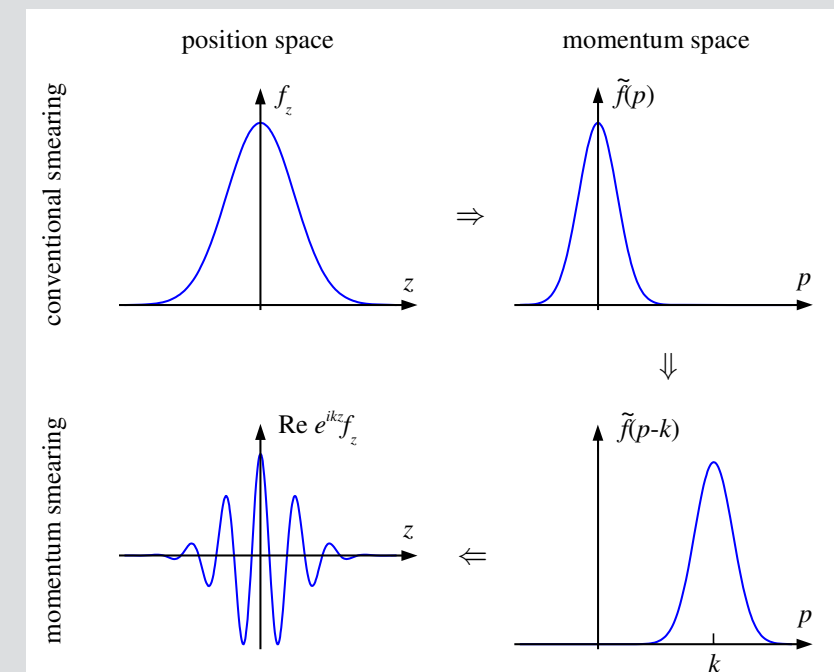 position space
momentum space
conventional smearing
f_z
z
⇒
f̃(p)
p
⇓
momentum smearing
Re e^{ikz}f_z
z
⇐
f̃(p-k)
p
k